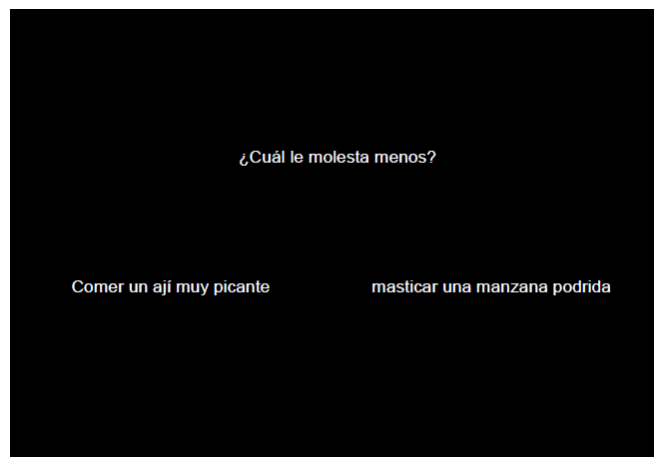 ¿Cuál le molesta menos?
Comer un ají muy picante
masticar una manzana podrida